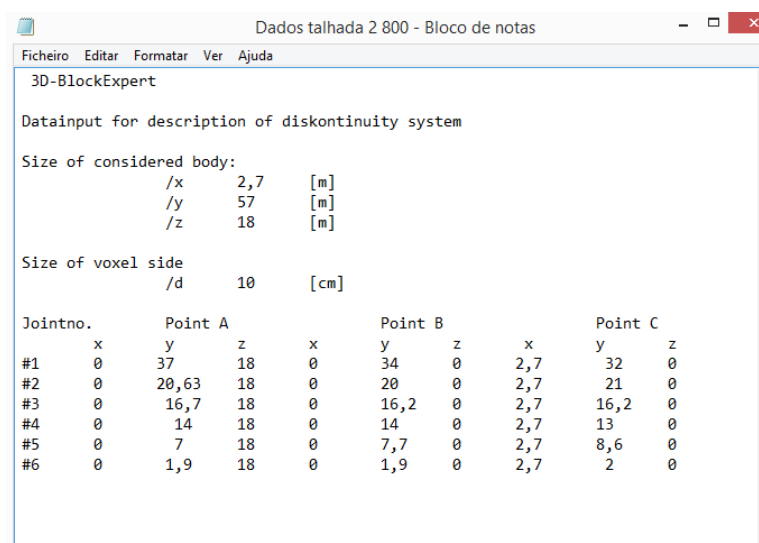 Dados talhada 2 800 - Bloco de notas
Ficheiro Editar Formatar Ver Ajuda
3D-BlockExpert
Datainput for description of diskontinuity system
Size of considered body:
/x 2,7 [m]
/y 57 [m]
/z 18 [m]
Size of voxel side
/d 10 [cm]
Jointno. Point A Point B Point C
x y z x y z x y z
#1 0 37 18 0 34 0 2,7 32 0
#2 0 20,63 18 0 20 0 2,7 21 0
#3 0 16,7 18 0 16,2 0 2,7 16,2 0
#4 0 14 18 0 14 0 2,7 13 0
#5 0 7 18 0 7,7 0 2,7 8,6 0
#6 0 1,9 18 0 1,9 0 2,7 2 0